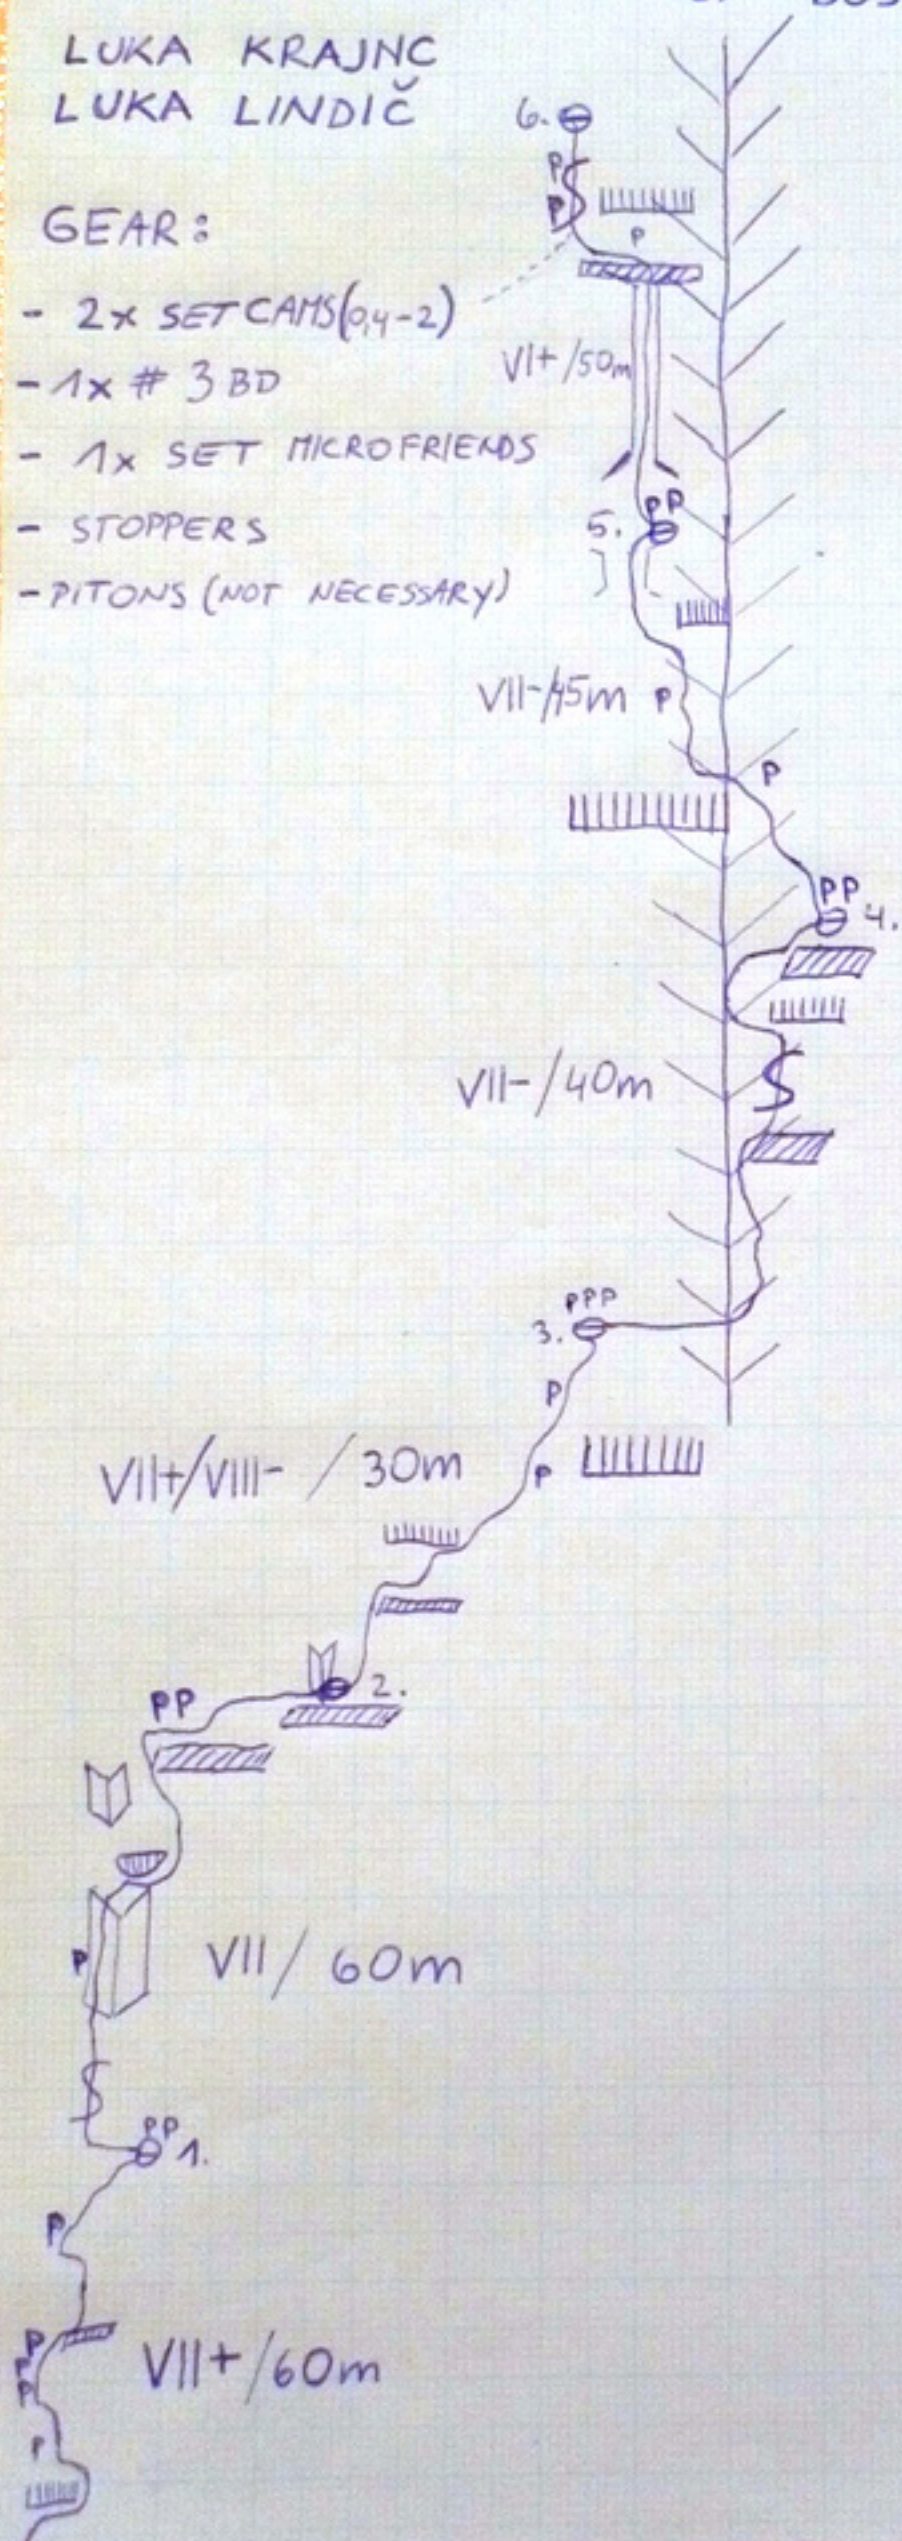 LUKA KRAJNC
LUKA LINDIČ
6.
P
P
GEAR:
P
- 2x SET CAMS (0,4-2)
VI+/50m
- 1x # 3 BD
- 1x SET MICROFRIENDS
PP
- STOPPERS
5.
- PITONS (NOT NECESSARY)
VII-/45m
P
P
PP
4.
VII-/40m
PPP
3.
P
VII+/VIII- / 30m
P
2.
PP
P
VII / 60m
PP
1.
P
P
P
P
VII+/60m
P